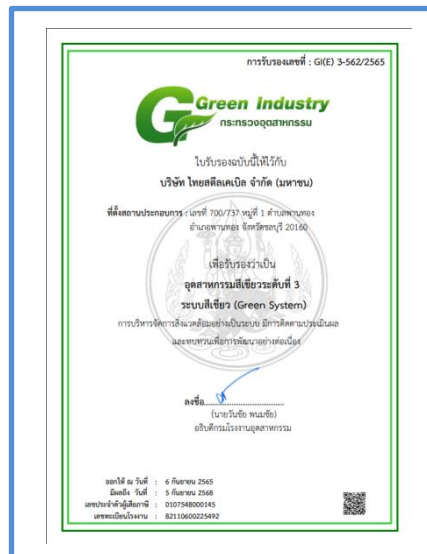 การรับรองเลขที่ : GI(E) 3-562/2565
Green Industry
กระทรวงอุตสาหกรรม
ใบรับรองฉบับนี้ให้ไว้กับ
บริษัท ไทยสตีลเคเบิล จำกัด (มหาชน)
ที่ตั้งสถานประกอบการ : เลขที่ 700/737 หมู่ที่ 1 ตำบลพานทอง
อำเภอพานทอง จังหวัดชลบุรี 20160
เพื่อรับรองว่าเป็น
อุตสาหกรรมสีเขียวระดับที่ 3
ระบบสีเขียว (Green System)
การบริหารจัดการสิ่งแวดล้อมอย่างเป็นระบบ มีการติดตามประเมินผล
และทบทวนเพื่อการพัฒนาอย่างต่อเนื่อง
ลงชื่อ
(นายวันชัย พนมชัย)
อธิบดีกรมโรงงานอุตสาหกรรม
ออกให้ ณ วันที่ : 6 กันยายน 2565
มีผลถึง วันที่ : 5 กันยายน 2568
เลขประจำตัวผู้เสียภาษี : 0107548000145
เลขทะเบียนโรงงาน : 82110600225492